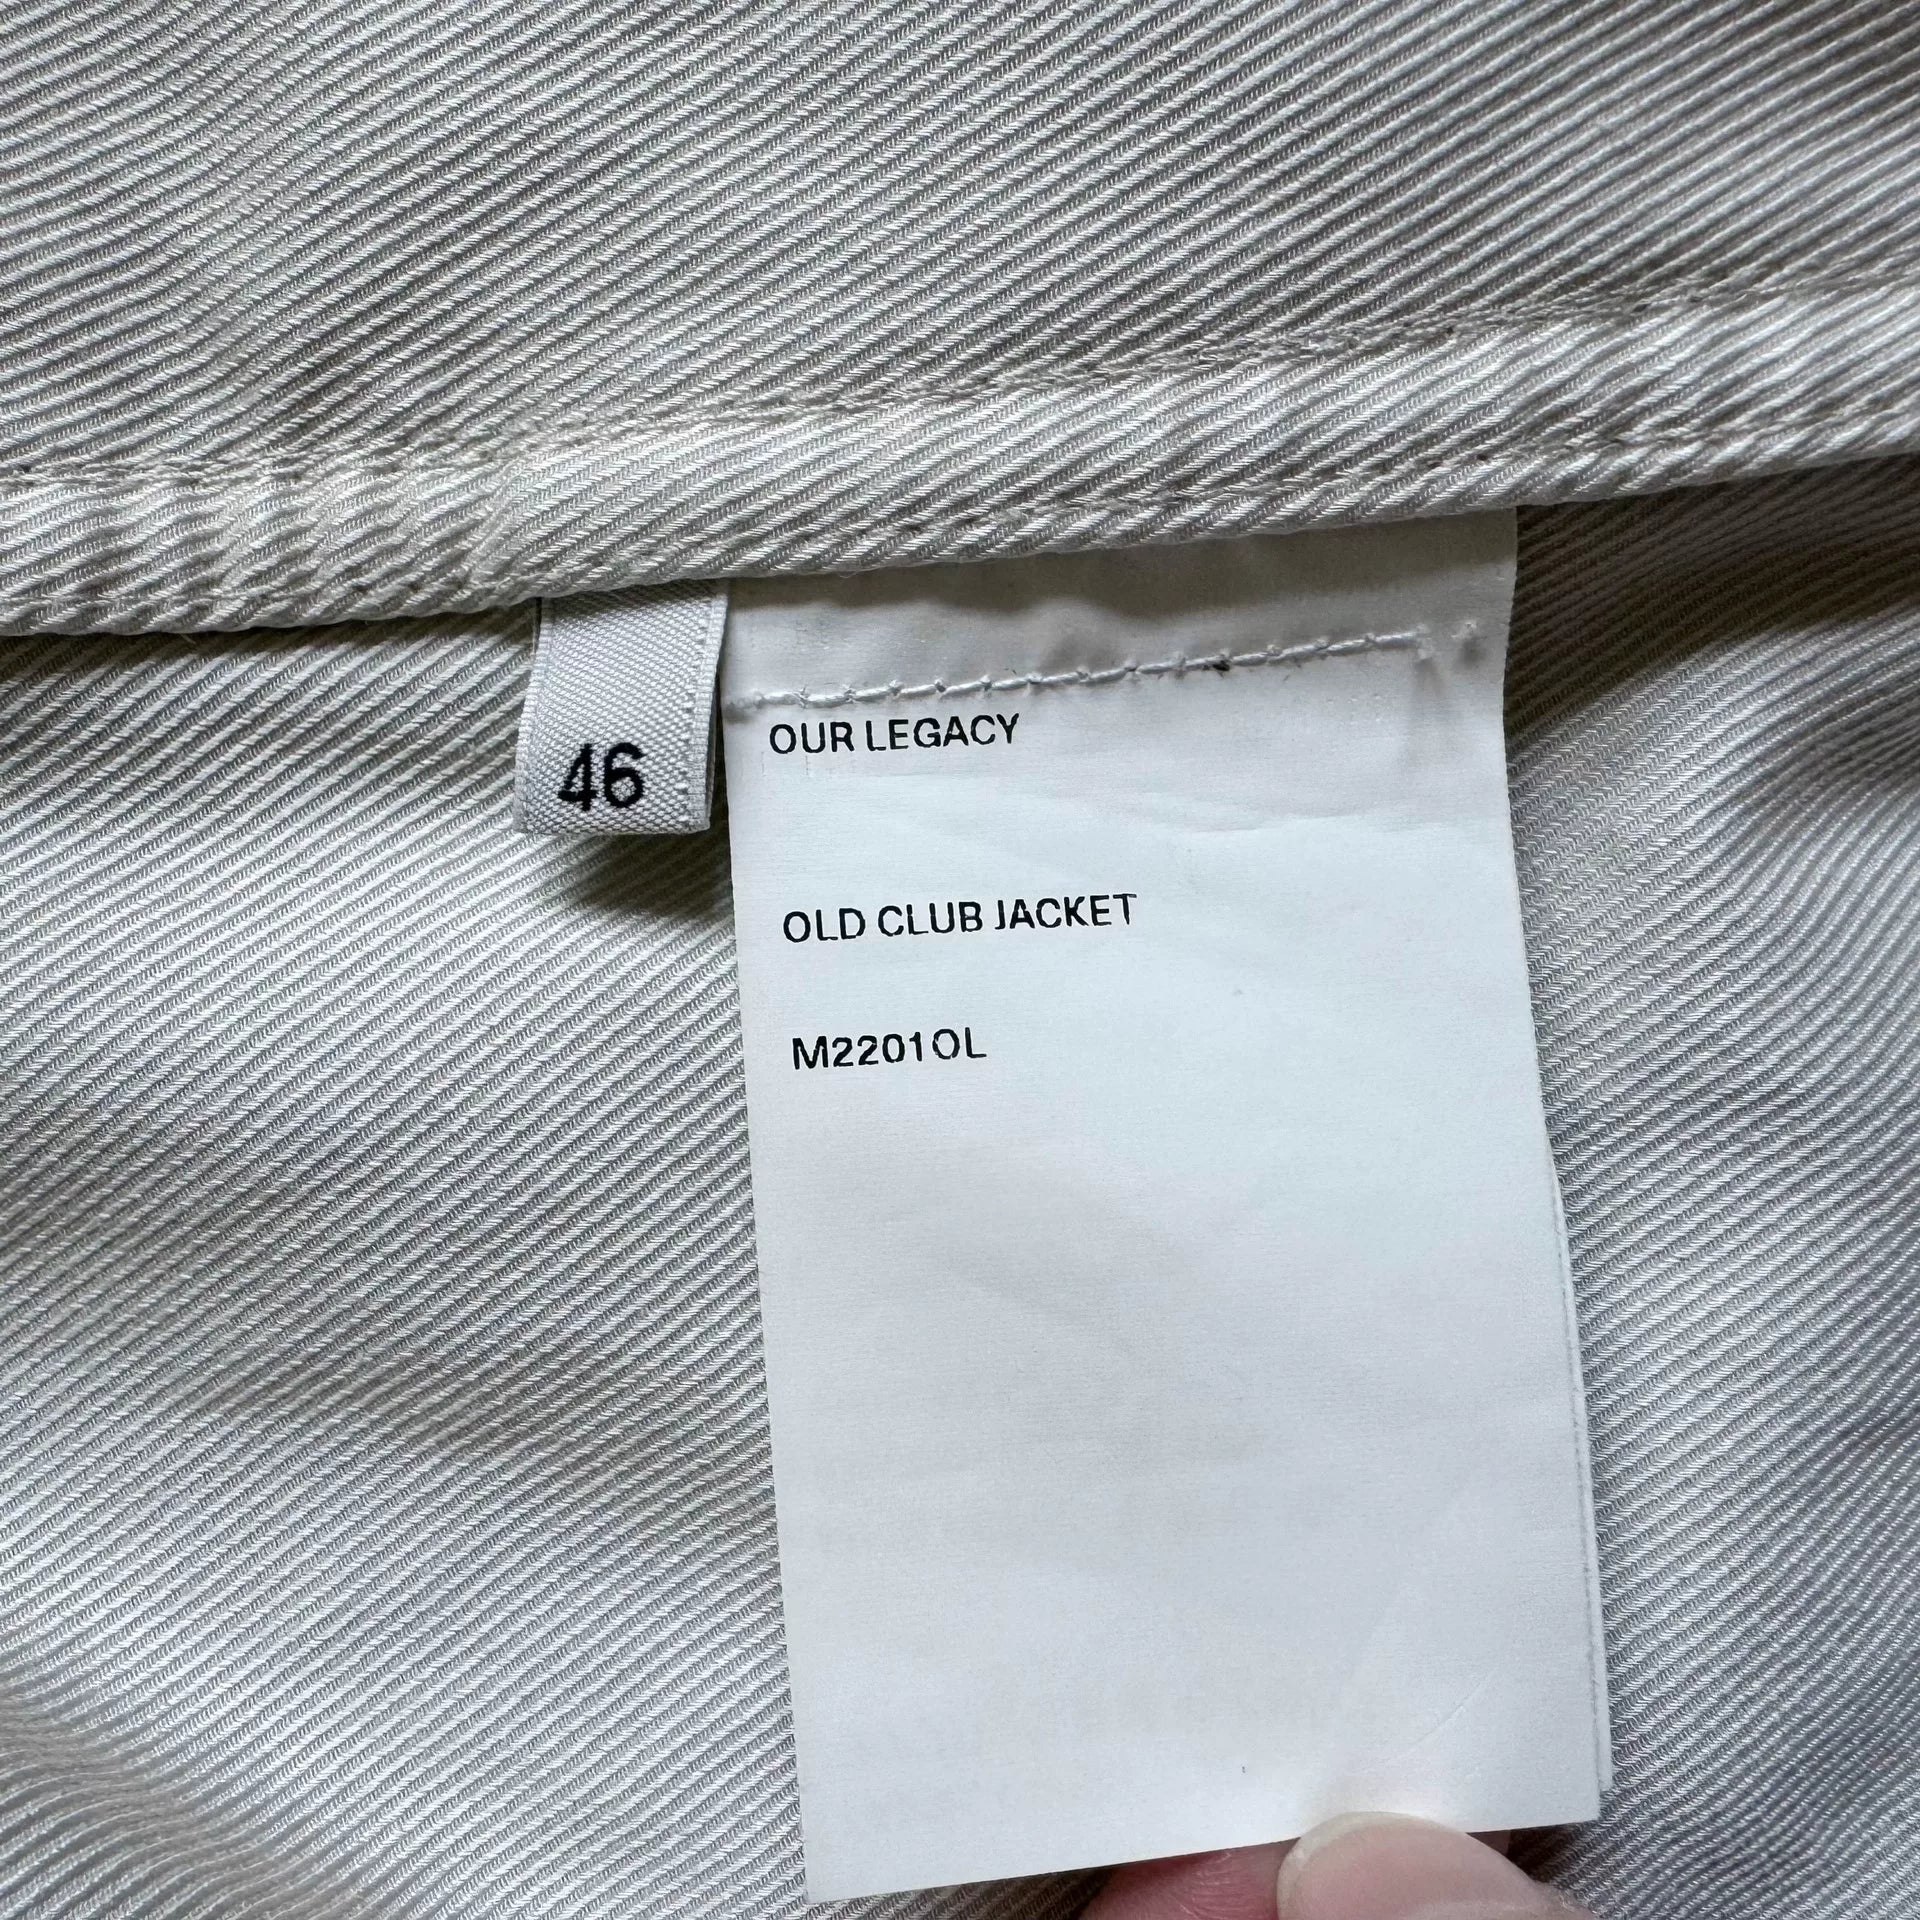 46
OUR LEGACY
OLD CLUB JACKET
M2201OL